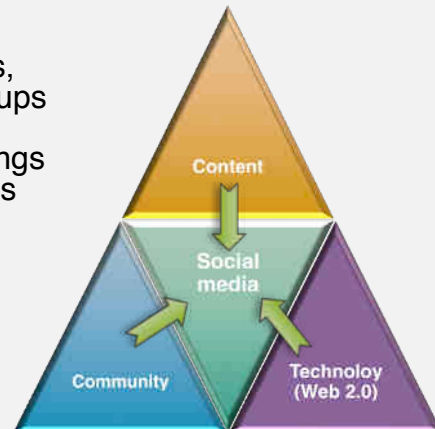 s,
ups
ngs
s
Content
Social
media
Community
Technoloy
(Web 2.0)